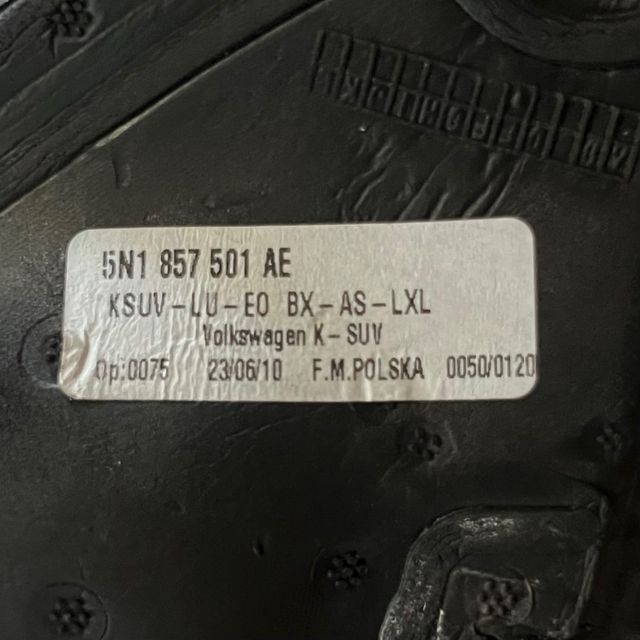 5N1 857 501 AE
KSUV-LU-EO BX-AS-LXL
Volkswagen K-SUV
Op:0075 23/06/10 F.M.POLSKA 0050/0120